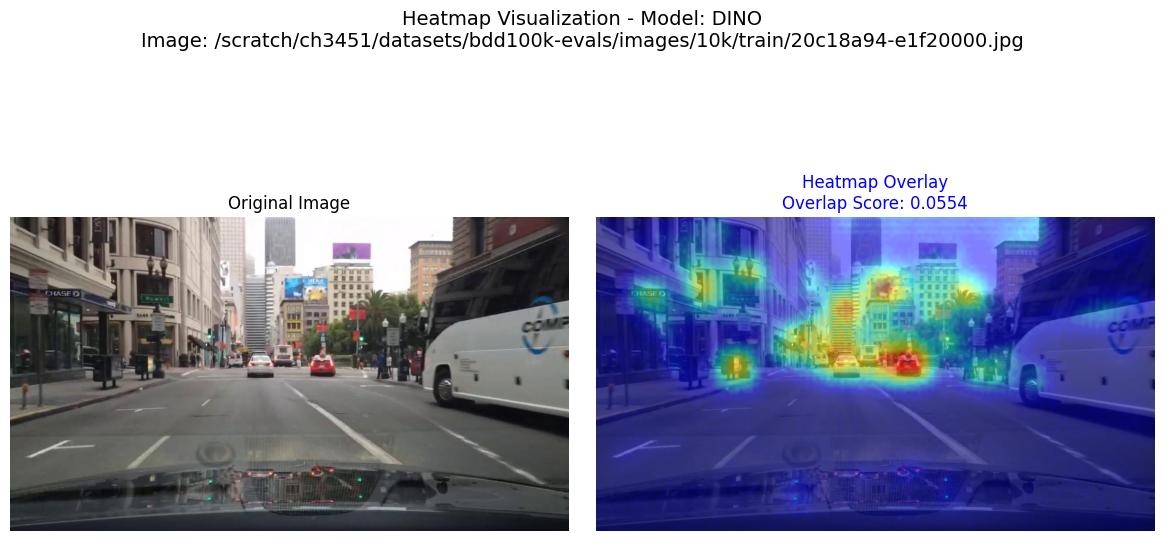 Heatmap Visualization - Model: DINO
Image: /scratch/ch3451/datasets/bdd100k-evals/images/10k/train/20c18a94-e1f20000.jpg
Original Image
Heatmap Overlay
Overlap Score: 0.0554
CHASE
COMP
CHASE
COMP